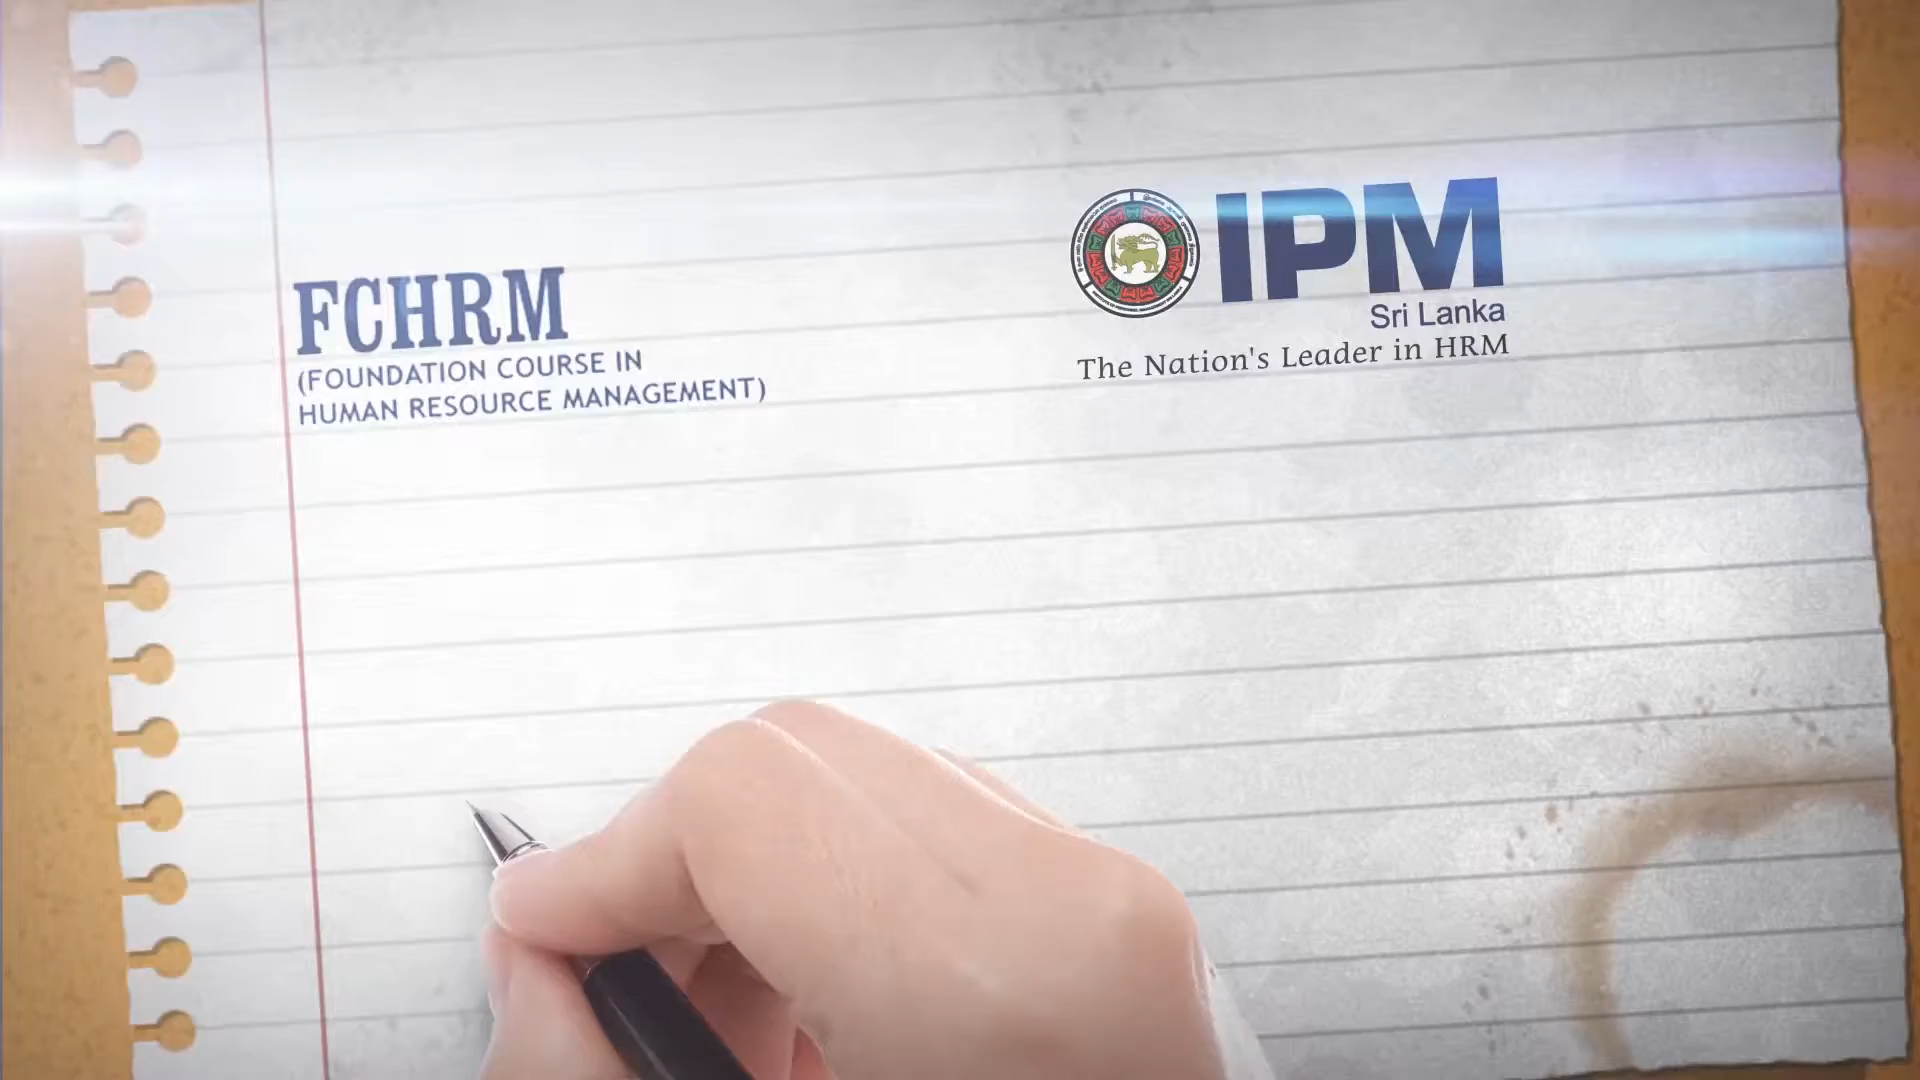 FCHRM
(FOUNDATION COURSE IN
HUMAN RESOURCE MANAGEMENT)
IPM
Sri Lanka
The Nation's Leader in HRM